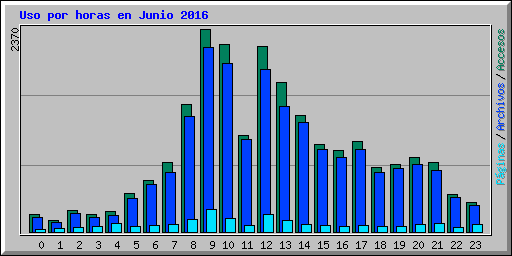 Uso por horas en Junio 2016
2370
Páginas/Archivos/Accesos
0 1 2 3 4 5 6 7 8 9 10 11 12 13 14 15 16 17 18 19 20 21 22 23